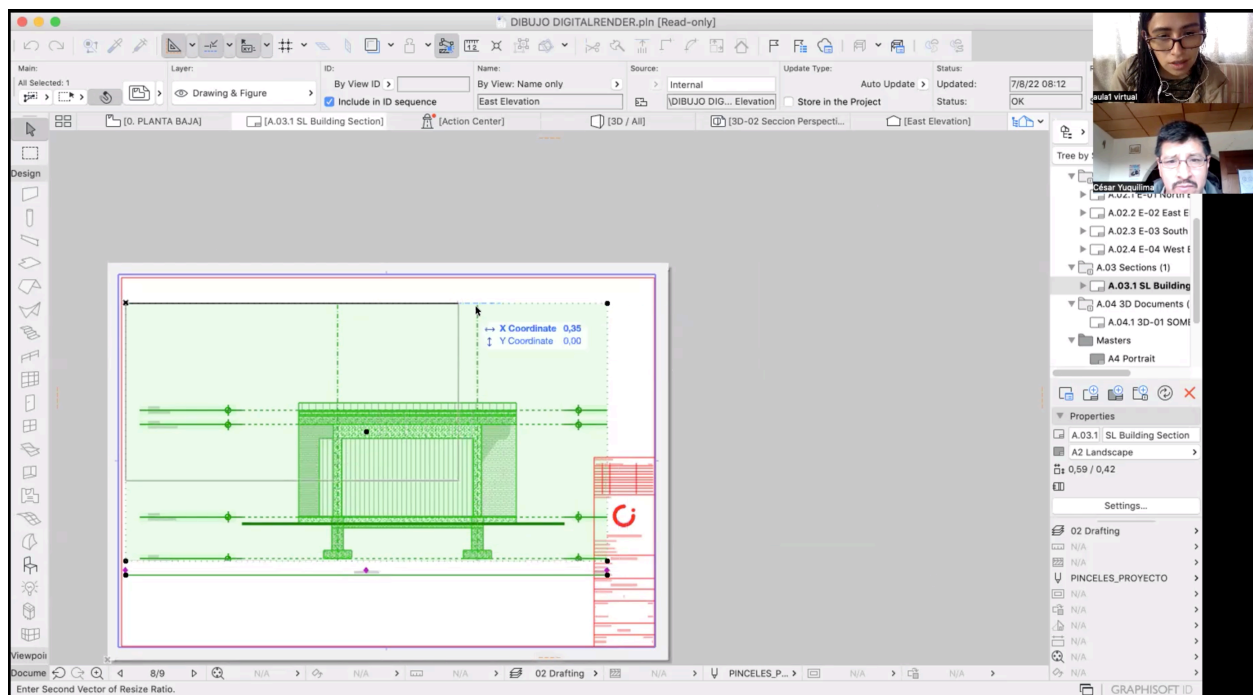 DIBUJO DIGITALRENDER.pln [Read-only]
Main:
Layer:
ID:
Name:
Source:
Update Type:
Status:
All Selected: 1
Drawing & Figure
By View ID
By View: Name only
Internal
Auto Update
Updated:
7/8/22 08:12
Include in ID sequence
East Elevation
\DIBUJO DIG... Elevation
Store in the Project
Status:
OK
aula1 virtual
[0. PLANTA BAJA]
[A.03.1 SL Building Section]
[Action Center]
[3D / All]
[3D-02 Seccion Perspecti...
[East Elevation]
Tree by
César Yuquilima
Design
A.02.1 E-01 North E
A.02.2 E-02 East E
A.02.3 E-03 South
A.02.4 E-04 West E
A.03 Sections (1)
A.03.1 SL Building
A.04 3D Documents (
A.04.1 3D-01 SOME
Masters
A4 Portrait
X Coordinate 0,35
Y Coordinate 0,00
Properties
A.03.1 SL Building Section
A2 Landscape
0,59 / 0,42
Settings...
02 Drafting
N/A
N/A
PINCELES_PROYECTO
N/A
N/A
N/A
N/A
N/A
N/A
Viewpoi
Docume
8/9
N/A
N/A
N/A
02 Drafting
N/A
PINCELES_P...
N/A
N/A
Enter Second Vector of Resize Ratio.
GRAPHISOFT ID